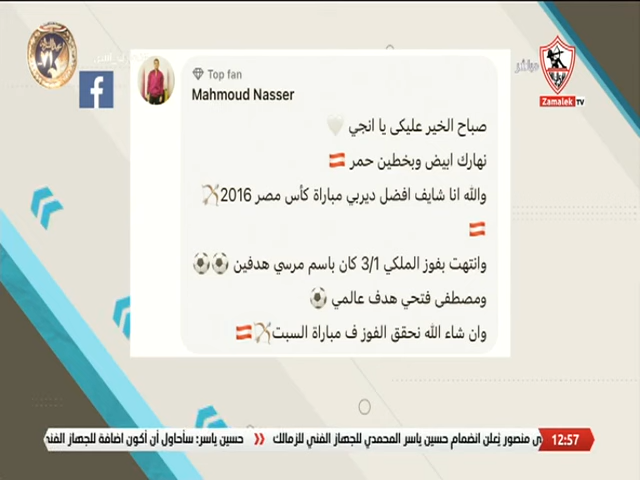 مباشر
Zamalek TV
Top fan
Mahmoud Nasser
صباح الخير عليكى يا انجي 🤍
نهارك ابيض وبخطين حمر 🇦🇹
والله انا شايف افضل ديربي مباراة كأس مصر 2016🏹
🇦🇹
وانتهت بفوز الملكي 3/1 كان باسم مرسي هدفين ⚽⚽
ومصطفى فتحي هدف عالمي ⚽
وان شاء الله نحقق الفوز ف مباراة السبت🏹🇦🇹
12:57
ى منصور يُعلن انضمام حسين ياسر المحمدي للجهاز الفني للزمالك » حسين ياسر: سأحاول أن أكون اضافة للجهاز الفنى